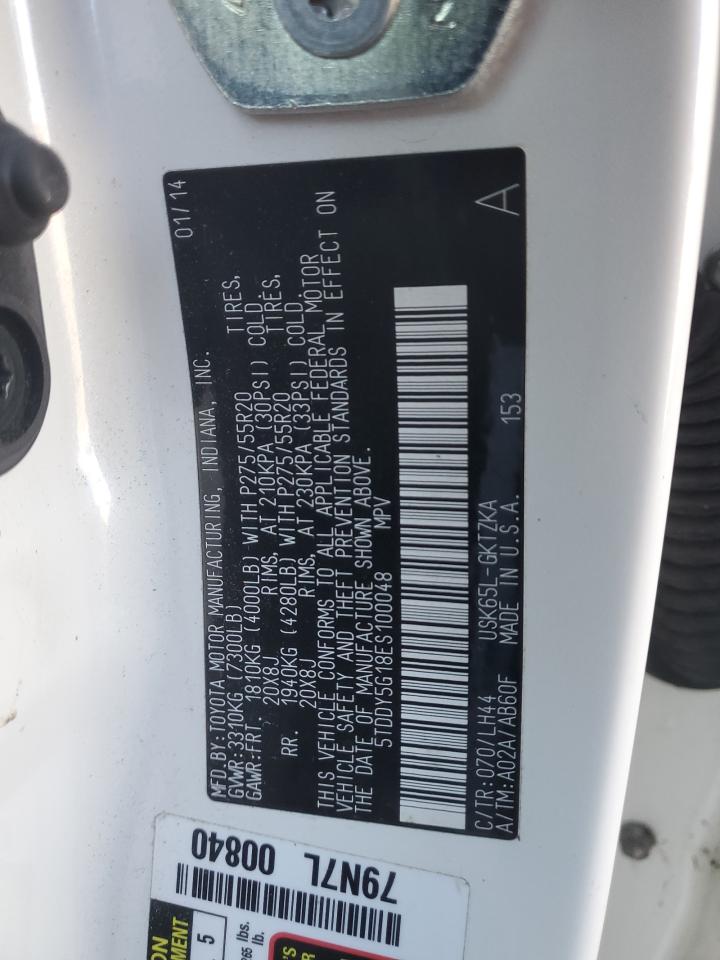 MFD.BY:TOYOTA MOTOR MANUFACTURING, INDIANA, INC. 01/14
GVWR:3310KG (7300LB)
GAWR:FRT. 1810KG (4000LB) WITH P275/55R20 TIRES,
20X8J RIMS, AT 210KPA (30PSI) COLD
RR. 1940KG (4280LB) WITH P275/55R20 TIRES,
20X8J RIMS, AT 230KPA (33PSI) COLD.
THIS VEHICLE CONFORMS TO ALL APPLICABLE FEDERAL MOTOR
VEHICLE SAFETY AND THEFT PREVENTION STANDARDS IN EFFECT ON
THE DATE OF MANUFACTURE SHOWN ABOVE.
5TDDY5G18ES100048 MPV
C/TR:070/LH44 USK65L-GKTZKA
A/TM:A02A/AB60F MADE IN U.S.A. 153 A
79N7L
00840
5
lbs.
lb.